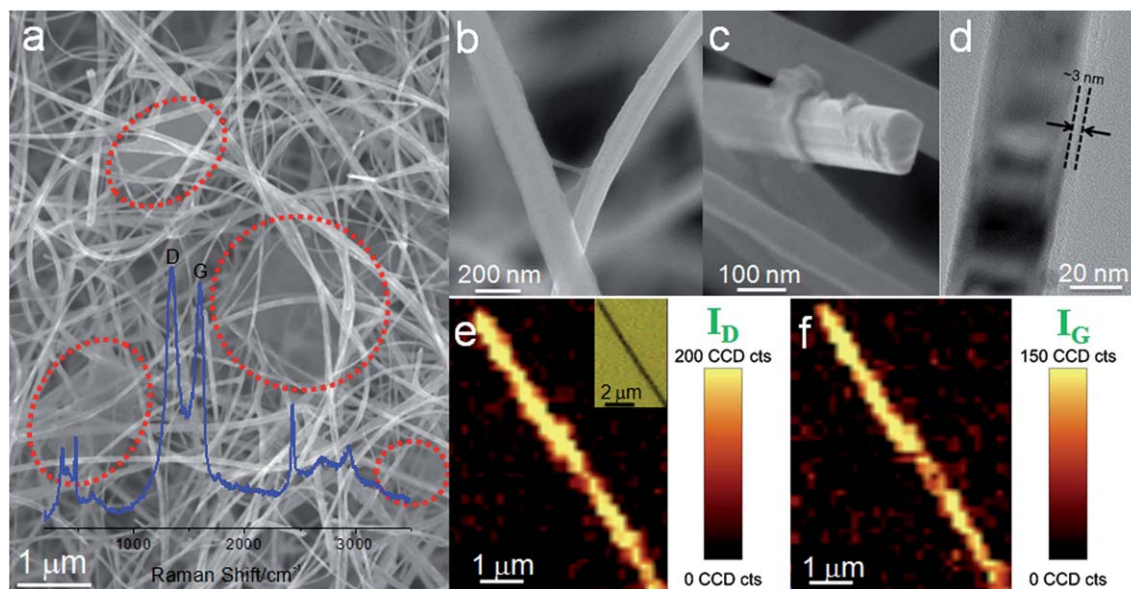 a
D
G
1000
2000
3000
1 μm
Raman Shift/cm⁻¹
b
200 nm
c
100 nm
d
~3 nm
20 nm
e
2 μm
1 μm
I_D
200 CCD cts
0 CCD cts
f
1 μm
I_G
150 CCD cts
0 CCD cts